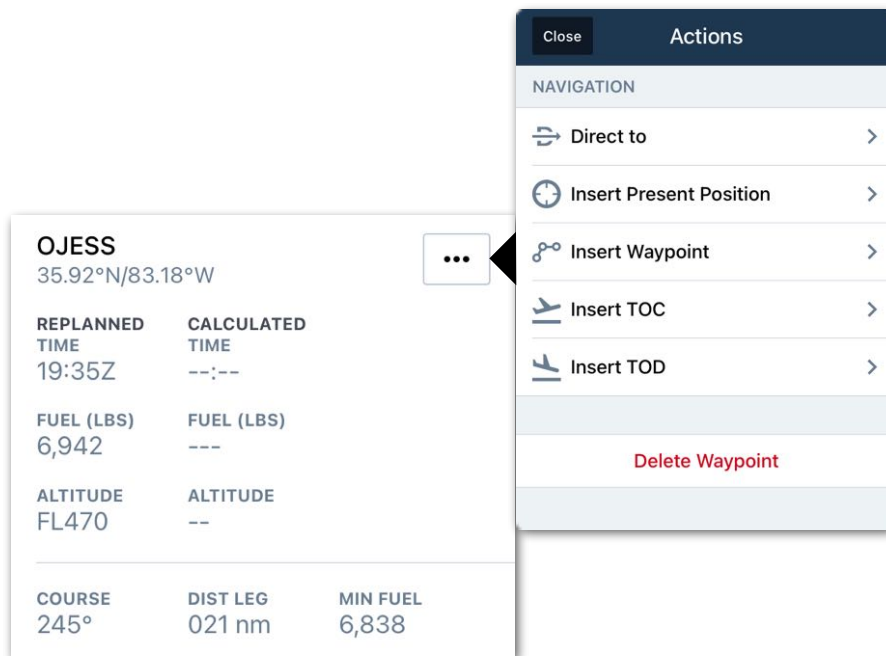 Close Actions
NAVIGATION
Direct to
Insert Present Position
Insert Waypoint
Insert TOC
Insert TOD
Delete Waypoint
OJESS
35.92°N/83.18°W
•••
REPLANNED CALCULATED
TIME TIME
19:35Z --:--
FUEL (LBS) FUEL (LBS)
6,942 ---
ALTITUDE ALTITUDE
FL470 --
COURSE DIST LEG MIN FUEL
245° 021 nm 6,838